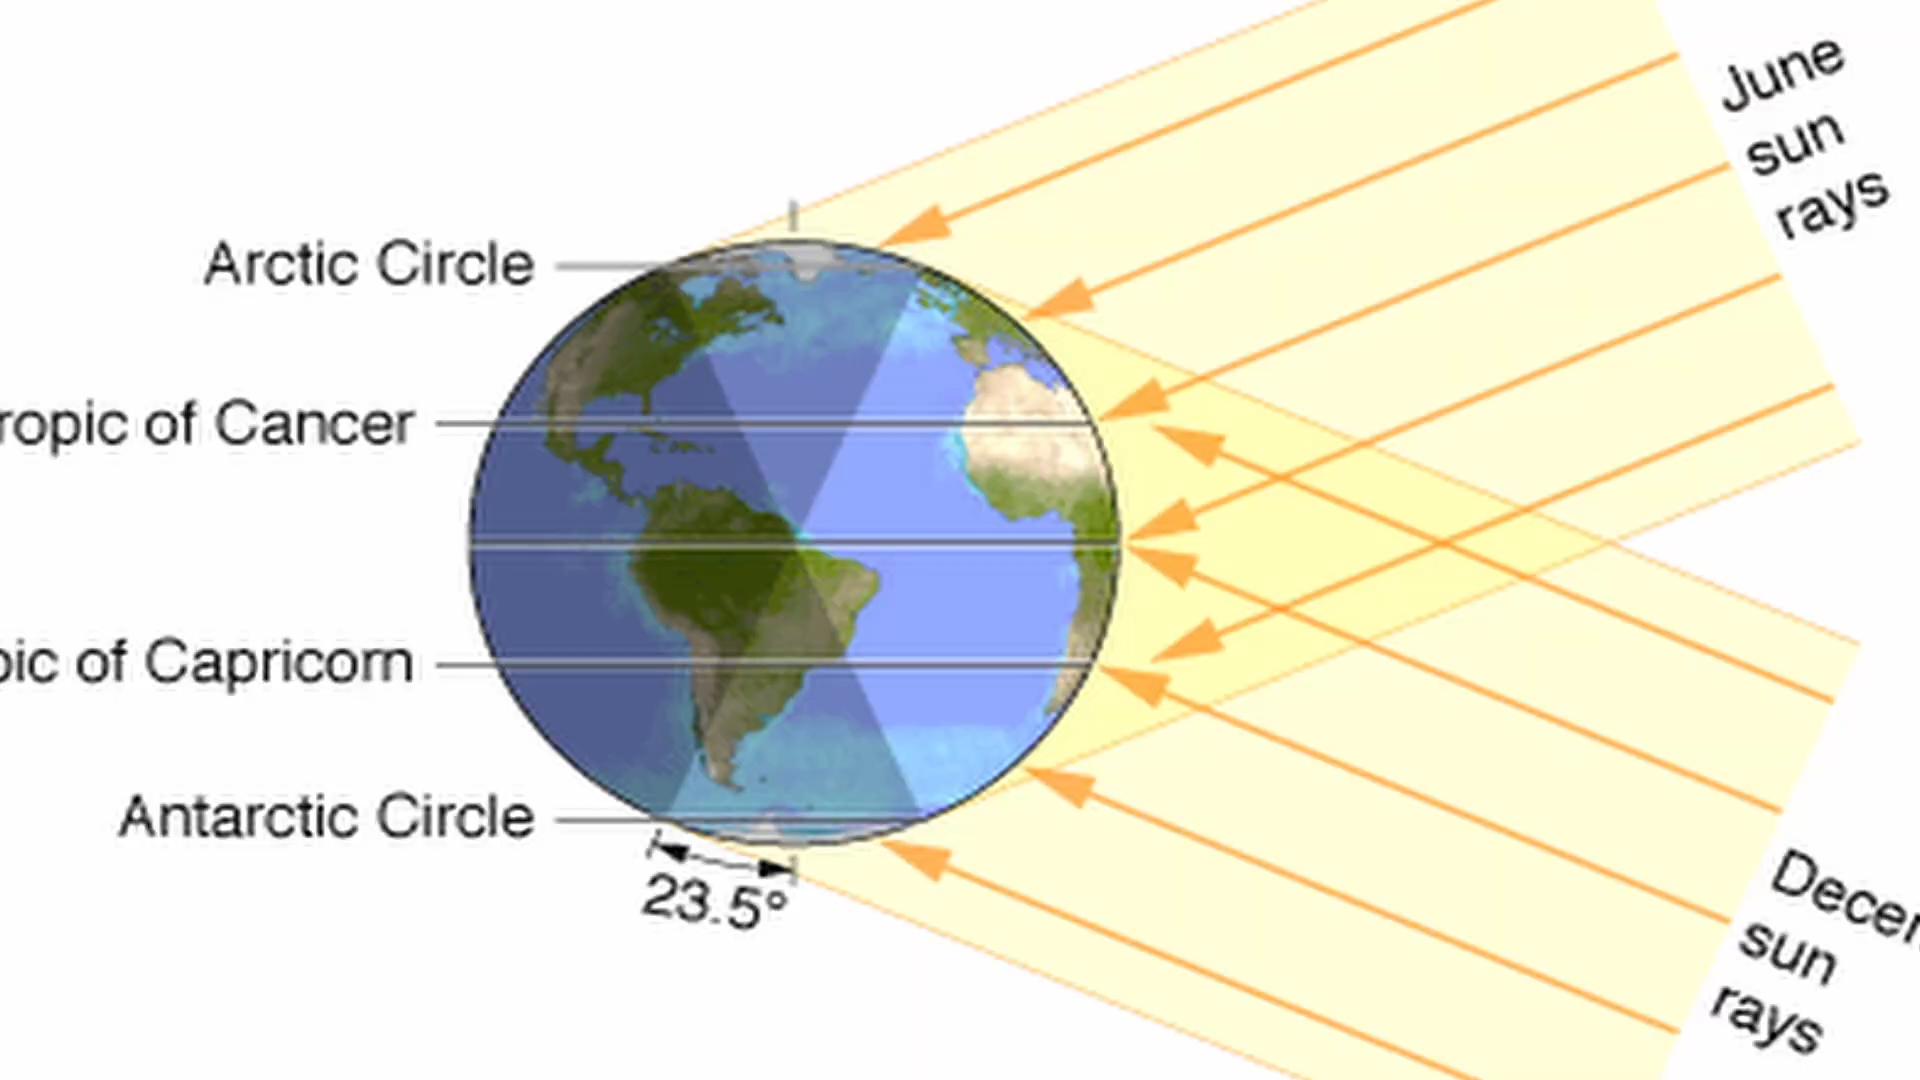 June
sun
rays
Arctic Circle
ropic of Cancer
pic of Capricorn
Antarctic Circle
23.5°
Decem
sun
rays